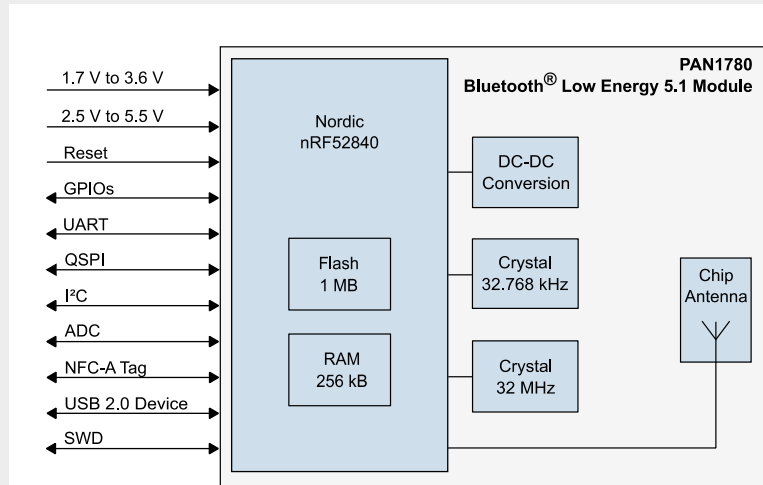 PAN1780
Bluetooth® Low Energy 5.1 Module
1.7 V to 3.6 V
2.5 V to 5.5 V
Reset
GPIOs
UART
QSPI
I²C
ADC
NFC-A Tag
USB 2.0 Device
SWD
Nordic
nRF52840
Flash
1 MB
RAM
256 kB
DC-DC
Conversion
Crystal
32.768 kHz
Crystal
32 MHz
Chip
Antenna